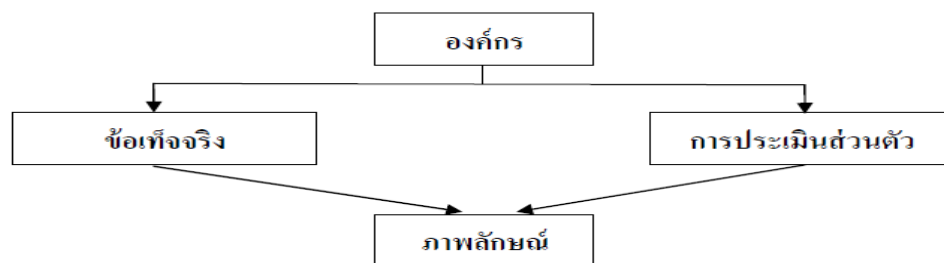 องค์กร
ข้อเท็จจริง
การประเมินส่วนตัว
ภาพลักษณ์